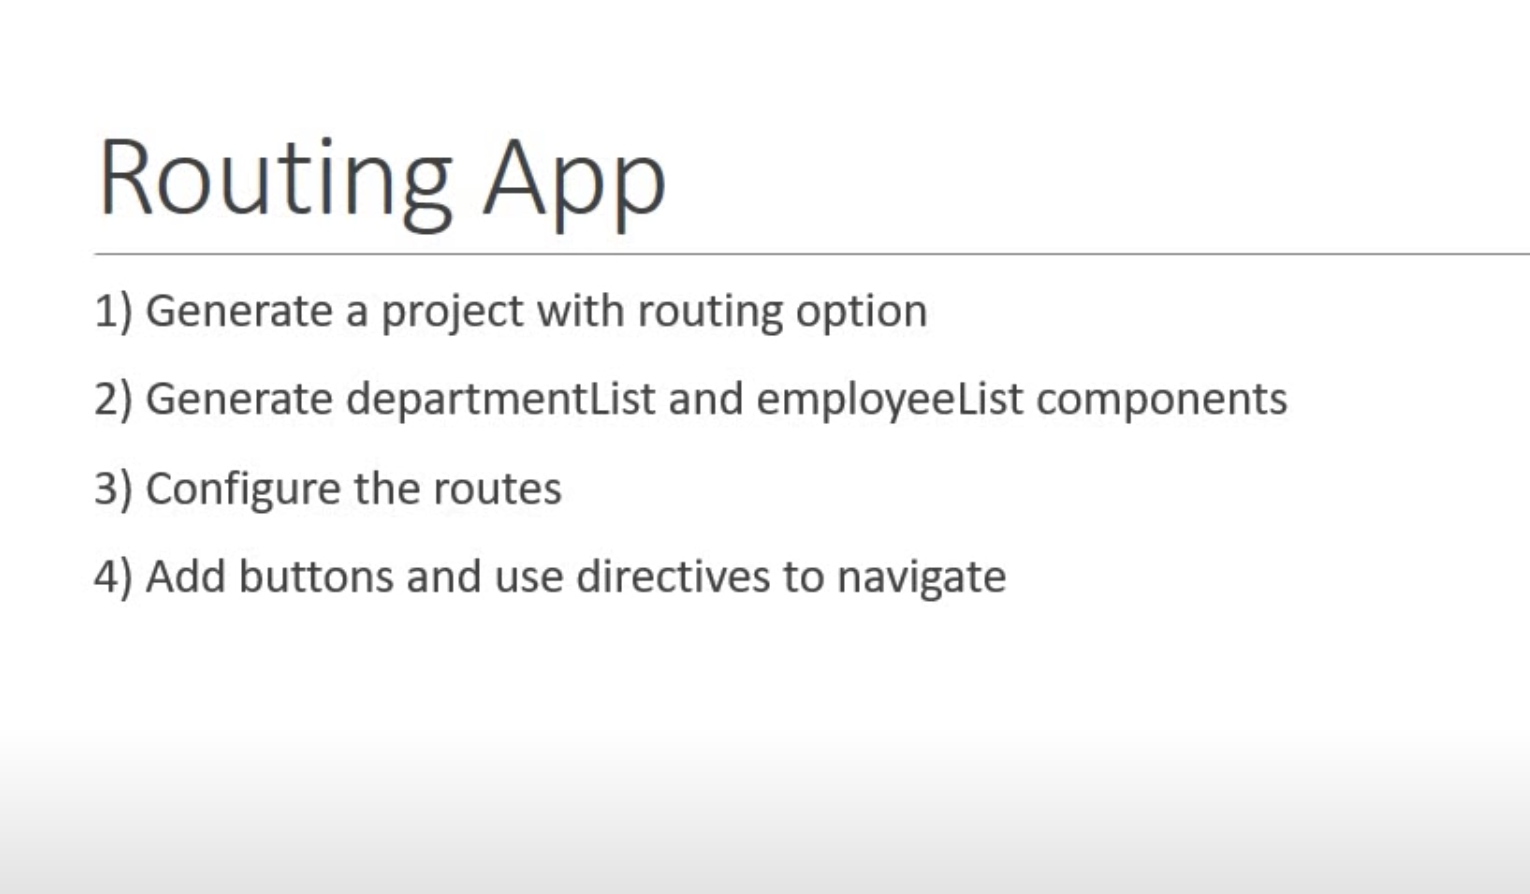 Routing App
1) Generate a project with routing option
2) Generate departmentList and employeeList components
3) Configure the routes
4) Add buttons and use directives to navigate